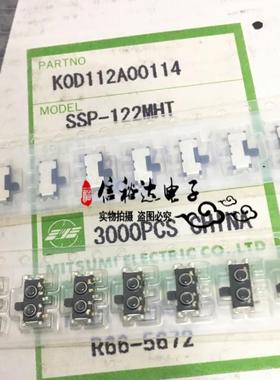 PARTNO
K0D112A00114
MODEL
SSP-122MHT
信裕达电子
实物拍摄 盗图必究
3000PCS CHINA
MITSUMI ELECTRIC CO LTD
R66-5672